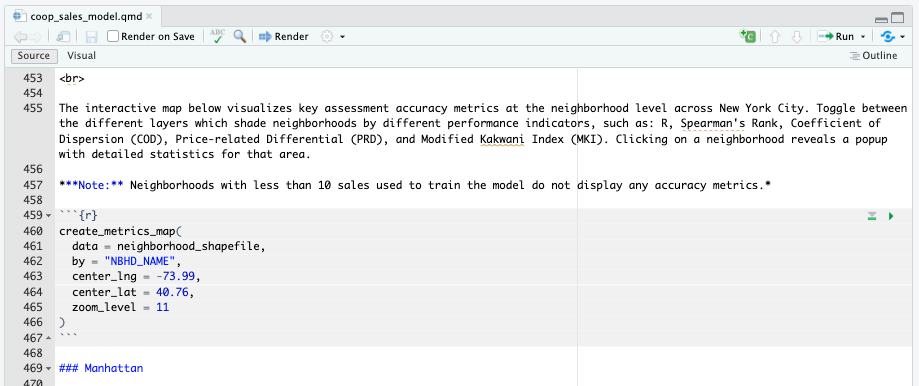 coop_sales_model.qmd
Render on Save
ABC
Render
C
Run
Source
Visual
Outline
453 <br>
454
455 The interactive map below visualizes key assessment accuracy metrics at the neighborhood level across New York City. Toggle between
the different layers which shade neighborhoods by different performance indicators, such as: R, Spearman's Rank, Coefficient of
Dispersion (COD), Price-related Differential (PRD), and Modified Kakwani Index (MKI). Clicking on a neighborhood reveals a popup
with detailed statistics for that area.
456
457 ***Note:** Neighborhoods with less than 10 sales used to train the model do not display any accuracy metrics.*
458
459 ```{r}
460 create_metrics_map(
461   data = neighborhood_shapefile,
462   by = "NBHD_NAME",
463   center_lng = -73.99,
464   center_lat = 40.76,
465   zoom_level = 11
466 )
467 ```
468
469 ### Manhattan
470